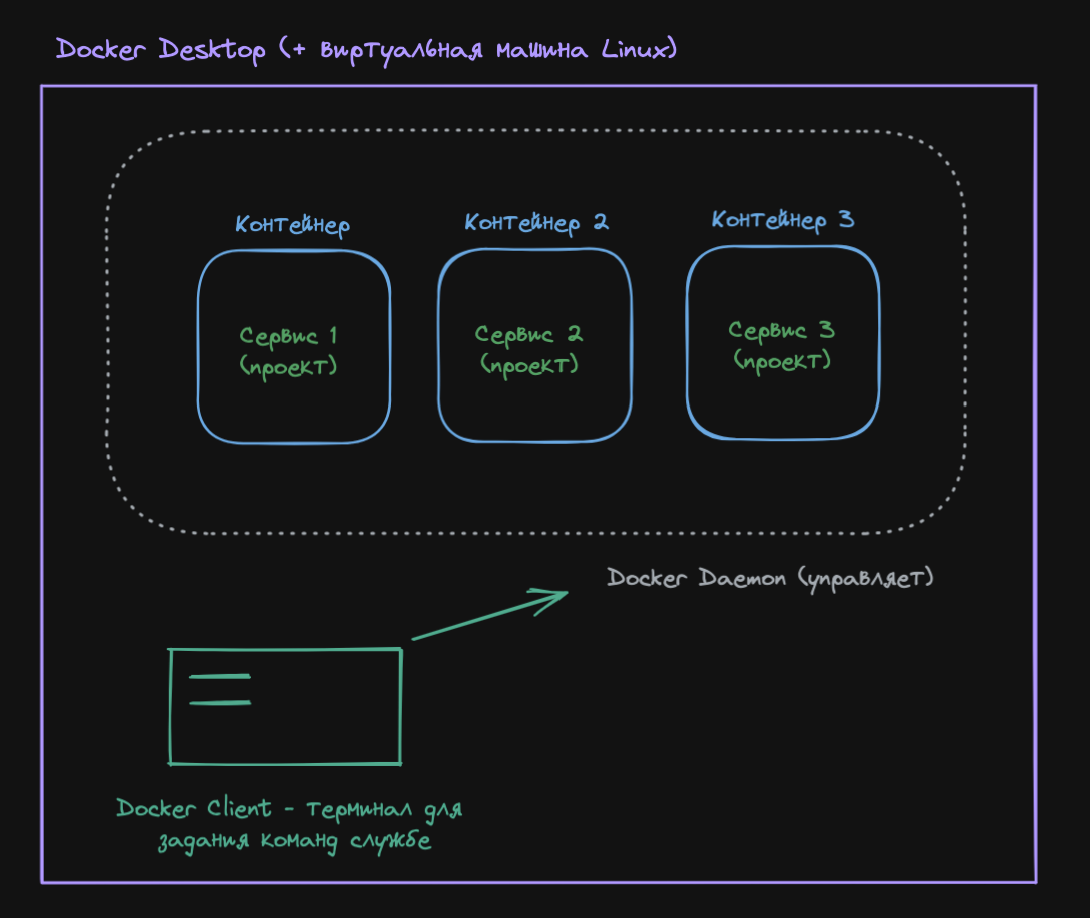 Docker Desktop (+ виртуальная машина Linux)
Контейнер
Контейнер 2
Контейнер 3
Сервис 1
(проект)
Сервис 2
(проект)
Сервис 3
(проект)
Docker Daemon (управляет)
Docker Client - терминал для
задания команд службе